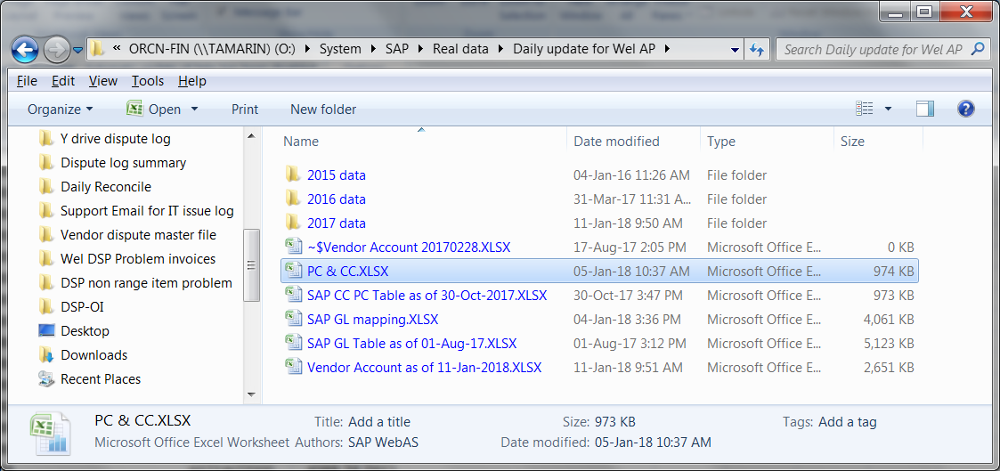 « ORCN-FIN (\\TAMARIN) (O:) System SAP Real data Daily update for Wel AP Search Daily update for Wel AP
File Edit View Tools Help
Organize Open Print New folder
Name Date modified Type Size
Y drive dispute log
Dispute log summary
Daily Reconcile
Support Email for IT issue log
Vendor dispute master file
Wel DSP Problem invoices
DSP non range item problem
DSP-OI
Desktop
Downloads
Recent Places
2015 data 04-Jan-16 11:26 AM File folder
2016 data 31-Mar-17 11:31 A... File folder
2017 data 11-Jan-18 9:50 AM File folder
~$Vendor Account 20170228.XLSX 17-Aug-17 2:05 PM Microsoft Office E... 0 KB
PC & CC.XLSX 05-Jan-18 10:37 AM Microsoft Office E... 974 KB
SAP CC PC Table as of 30-Oct-2017.XLSX 30-Oct-17 3:47 PM Microsoft Office E... 973 KB
SAP GL mapping.XLSX 04-Jan-18 3:36 PM Microsoft Office E... 4,061 KB
SAP GL Table as of 01-Aug-17.XLSX 01-Aug-17 3:12 PM Microsoft Office E... 5,123 KB
Vendor Account as of 11-Jan-2018.XLSX 11-Jan-18 9:51 AM Microsoft Office E... 2,651 KB
PC & CC.XLSX Title: Add a title Size: 973 KB Tags: Add a tag
Microsoft Office Excel Worksheet Authors: SAP WebAS Date modified: 05-Jan-18 10:37 AM